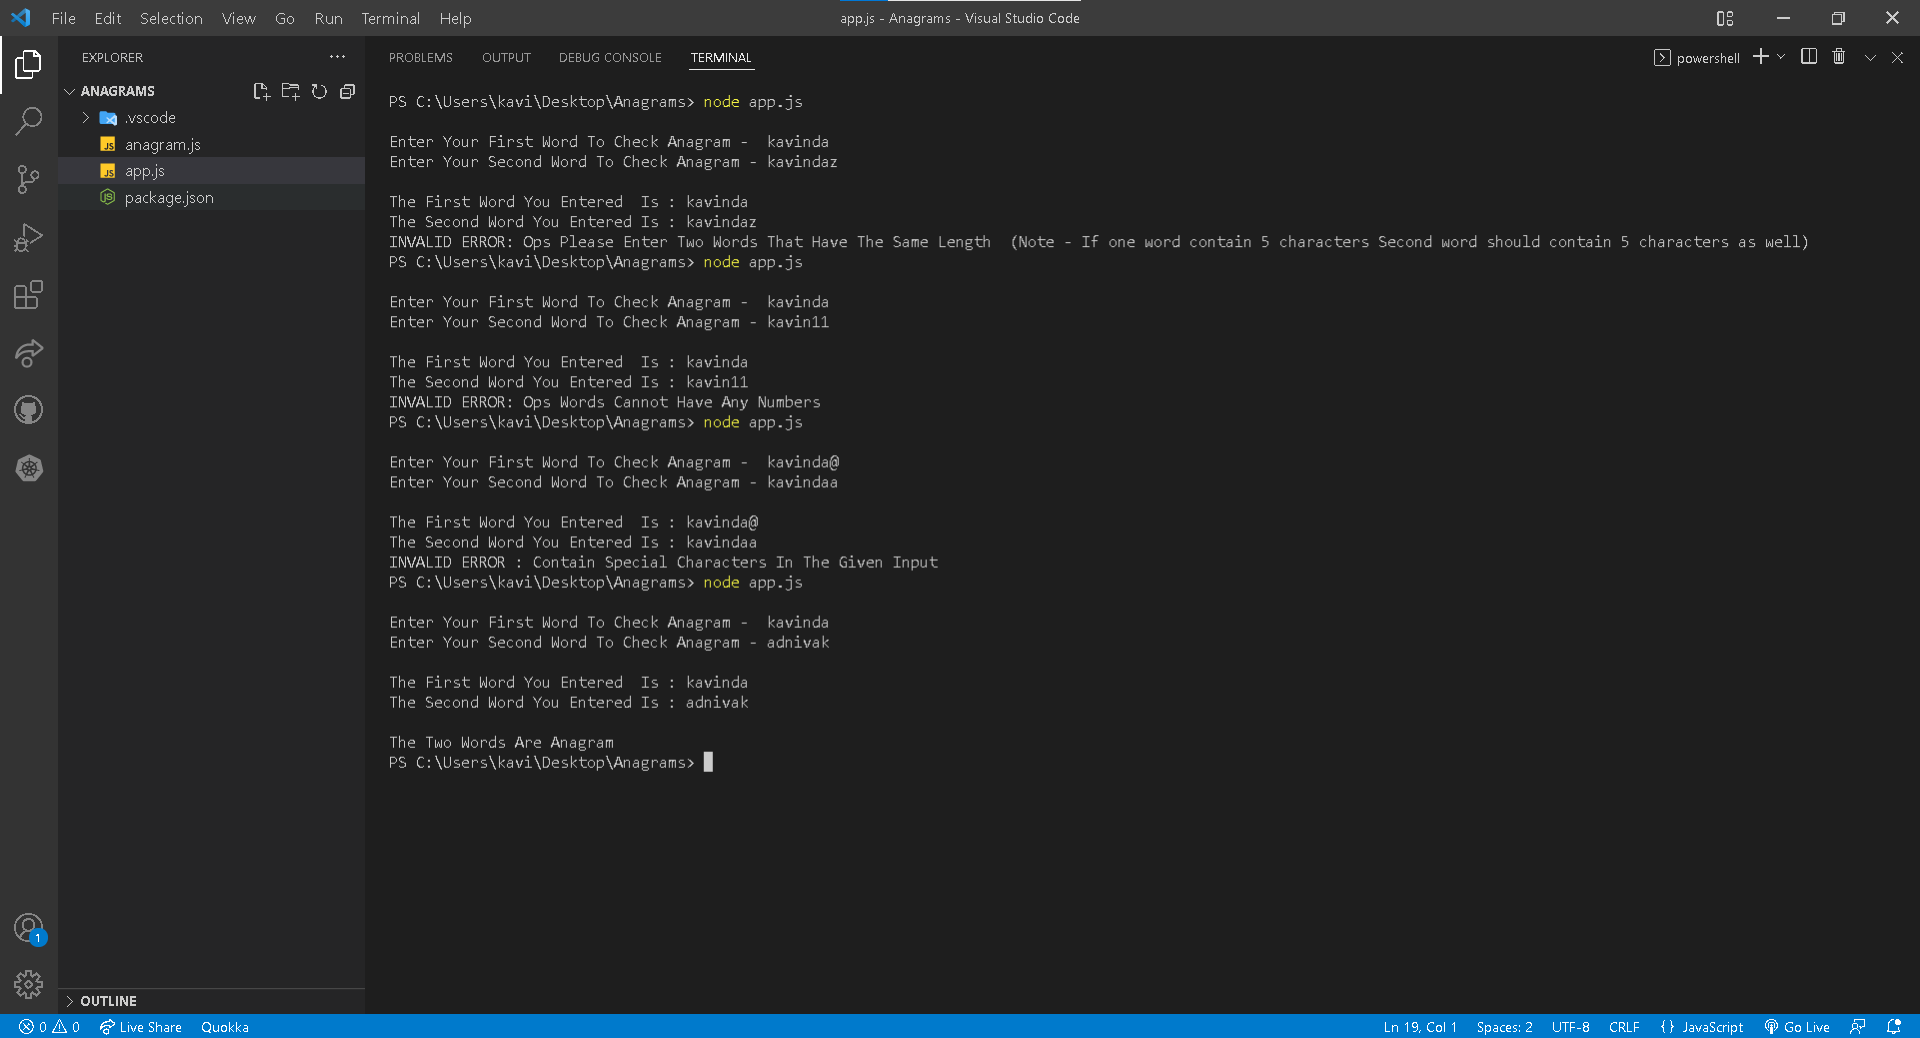 File Edit Selection View Go Run Terminal Help
app.js - Anagrams - Visual Studio Code
EXPLORER
ANAGRAMS
.vscode
anagram.js
app.js
package.json
OUTLINE
1
PROBLEMS OUTPUT DEBUG CONSOLE TERMINAL
powershell
PS C:\Users\kavi\Desktop\Anagrams> node app.js
Enter Your First Word To Check Anagram -  kavinda
Enter Your Second Word To Check Anagram - kavindaz
The First Word You Entered  Is : kavinda
The Second Word You Entered Is : kavindaz
INVALID ERROR: Ops Please Enter Two Words That Have The Same Length  (Note - If one word contain 5 characters Second word should contain 5 characters as well)
PS C:\Users\kavi\Desktop\Anagrams> node app.js
Enter Your First Word To Check Anagram -  kavinda
Enter Your Second Word To Check Anagram - kavin11
The First Word You Entered  Is : kavinda
The Second Word You Entered Is : kavin11
INVALID ERROR: Ops Words Cannot Have Any Numbers
PS C:\Users\kavi\Desktop\Anagrams> node app.js
Enter Your First Word To Check Anagram -  kavinda@
Enter Your Second Word To Check Anagram - kavindaa
The First Word You Entered  Is : kavinda@
The Second Word You Entered Is : kavindaa
INVALID ERROR : Contain Special Characters In The Given Input
PS C:\Users\kavi\Desktop\Anagrams> node app.js
Enter Your First Word To Check Anagram -  kavinda
Enter Your Second Word To Check Anagram - adnivak
The First Word You Entered  Is : kavinda
The Second Word You Entered Is : adnivak
The Two Words Are Anagram
PS C:\Users\kavi\Desktop\Anagrams>
0 0 Live Share Quokka
Ln 19, Col 1 Spaces: 2 UTF-8 CRLF {} JavaScript Go Live